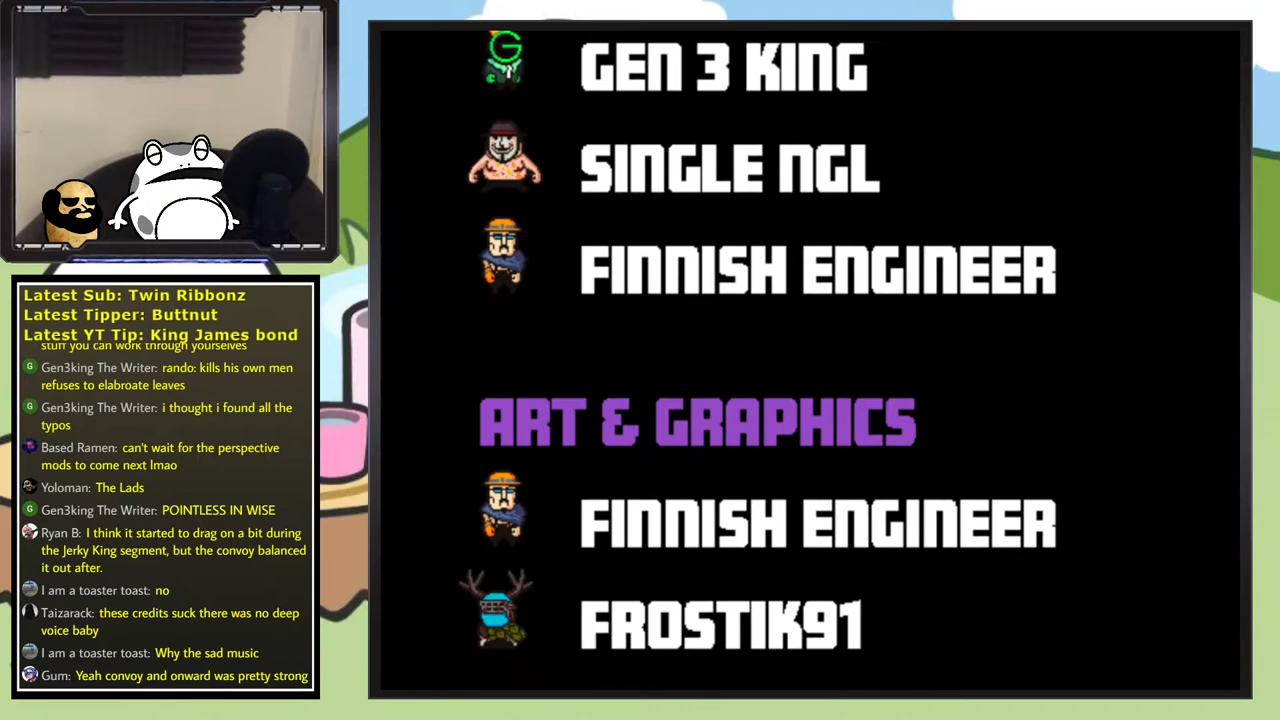 GEN 3 KING
SINGLE NGL
FINNISH ENGINEER
ART & GRAPHICS
FINNISH ENGINEER
FROSTIK91
Latest Sub: Twin Ribbonz
Latest Tipper: Buttnut
Latest YT Tip: King James bond
stuff you can work through yourselves
Gen3king The Writer: rando: kills his own men
refuses to elabroate leaves
Gen3king The Writer: i thought i found all the
typos
Based Ramen: can't wait for the perspective
mods to come next lmao
Yoloman: The Lads
Gen3king The Writer: POINTLESS IN WISE
Ryan B: I think it started to drag on a bit during
the Jerky King segment, but the convoy balanced
it out after.
I am a toaster toast: no
Taizarack: these credits suck there was no deep
voice baby
I am a toaster toast: Why the sad music
Gum: Yeah convoy and onward was pretty strong